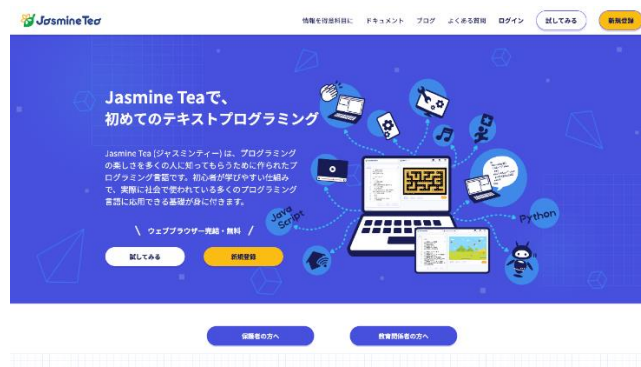 Jasmine Tea
情報を得意科目に ドキュメント ブログ よくある質問 ログイン 試してみる 新規登録
Jasmine Teaで、
初めてのテキストプログラミング
Jasmine Tea (ジャスミンティー) は、プログラミング
の楽しさを多くの人に知ってもらうために作られたプ
ログラミング言語です。初心者が学びやすい仕組み
で、実際に社会で使われている多くのプログラミング
言語に応用できる基礎が身に付きます。
\ ウェブブラウザー完結・無料 /
試してみる 新規登録
Java
Script
Python
保護者の方へ 教育関係者の方へ